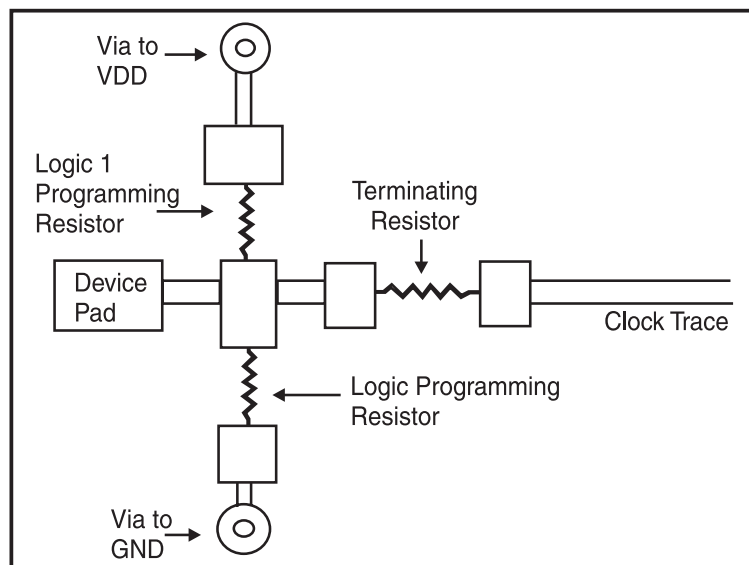 Via to
VDD
Logic 1
Programming
Resistor
Terminating
Resistor
Device
Pad
Clock Trace
Logic Programming
Resistor
Via to
GND